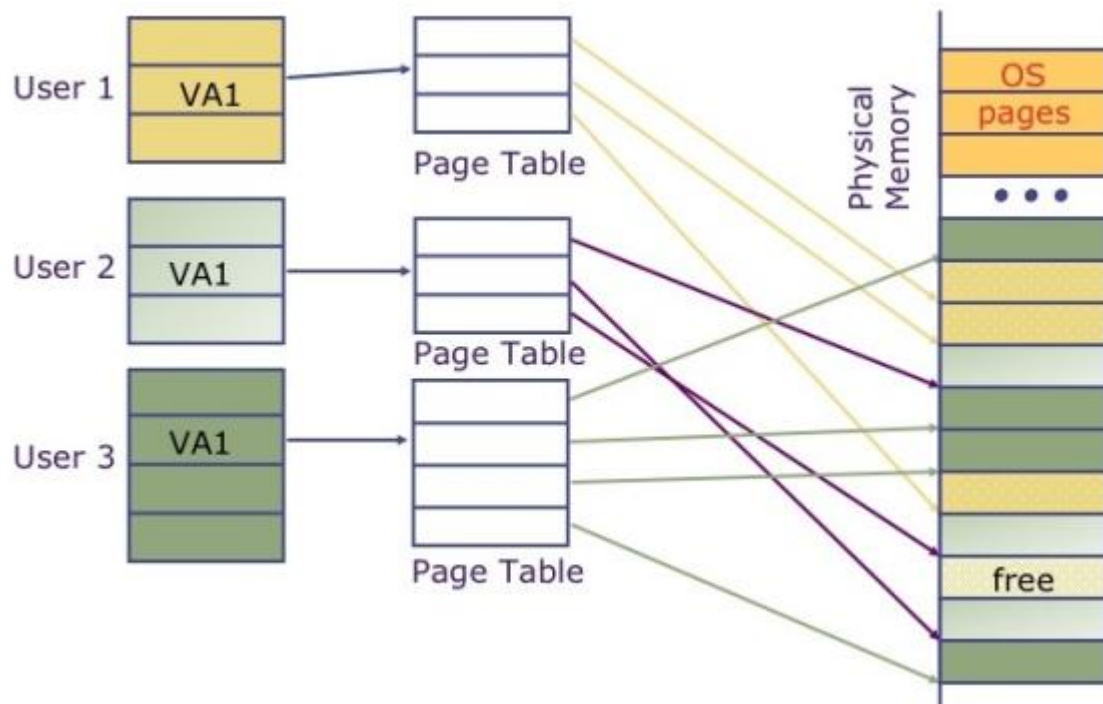 User 1
VA1
Page Table
User 2
VA1
Page Table
User 3
VA1
Page Table
Physical
Memory
OS
pages
free